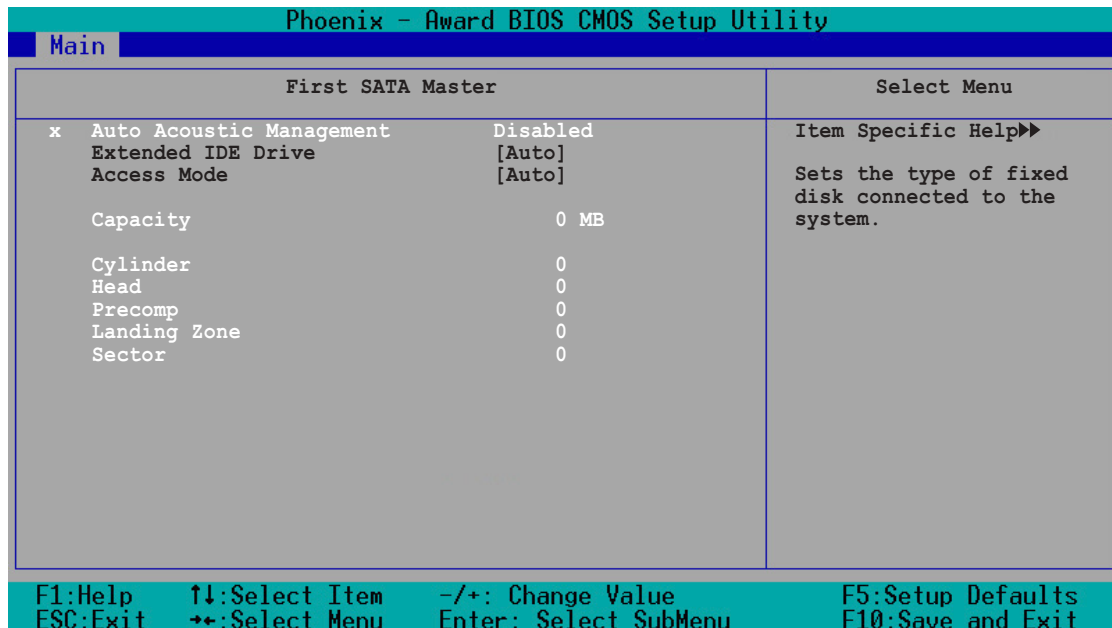 Phoenix - Award BIOS CMOS Setup Utility
Main
First SATA Master
Select Menu
x Auto Acoustic Management Disabled
Extended IDE Drive [Auto]
Access Mode [Auto]
Capacity 0 MB
Cylinder 0
Head 0
Precomp 0
Landing Zone 0
Sector 0
Item Specific Help▶▶
Sets the type of fixed
disk connected to the
system.
F1:Help ↑↓:Select Item -/+: Change Value F5:Setup Defaults
ESC:Exit →←:Select Menu Enter: Select SubMenu F10:Save and Exit